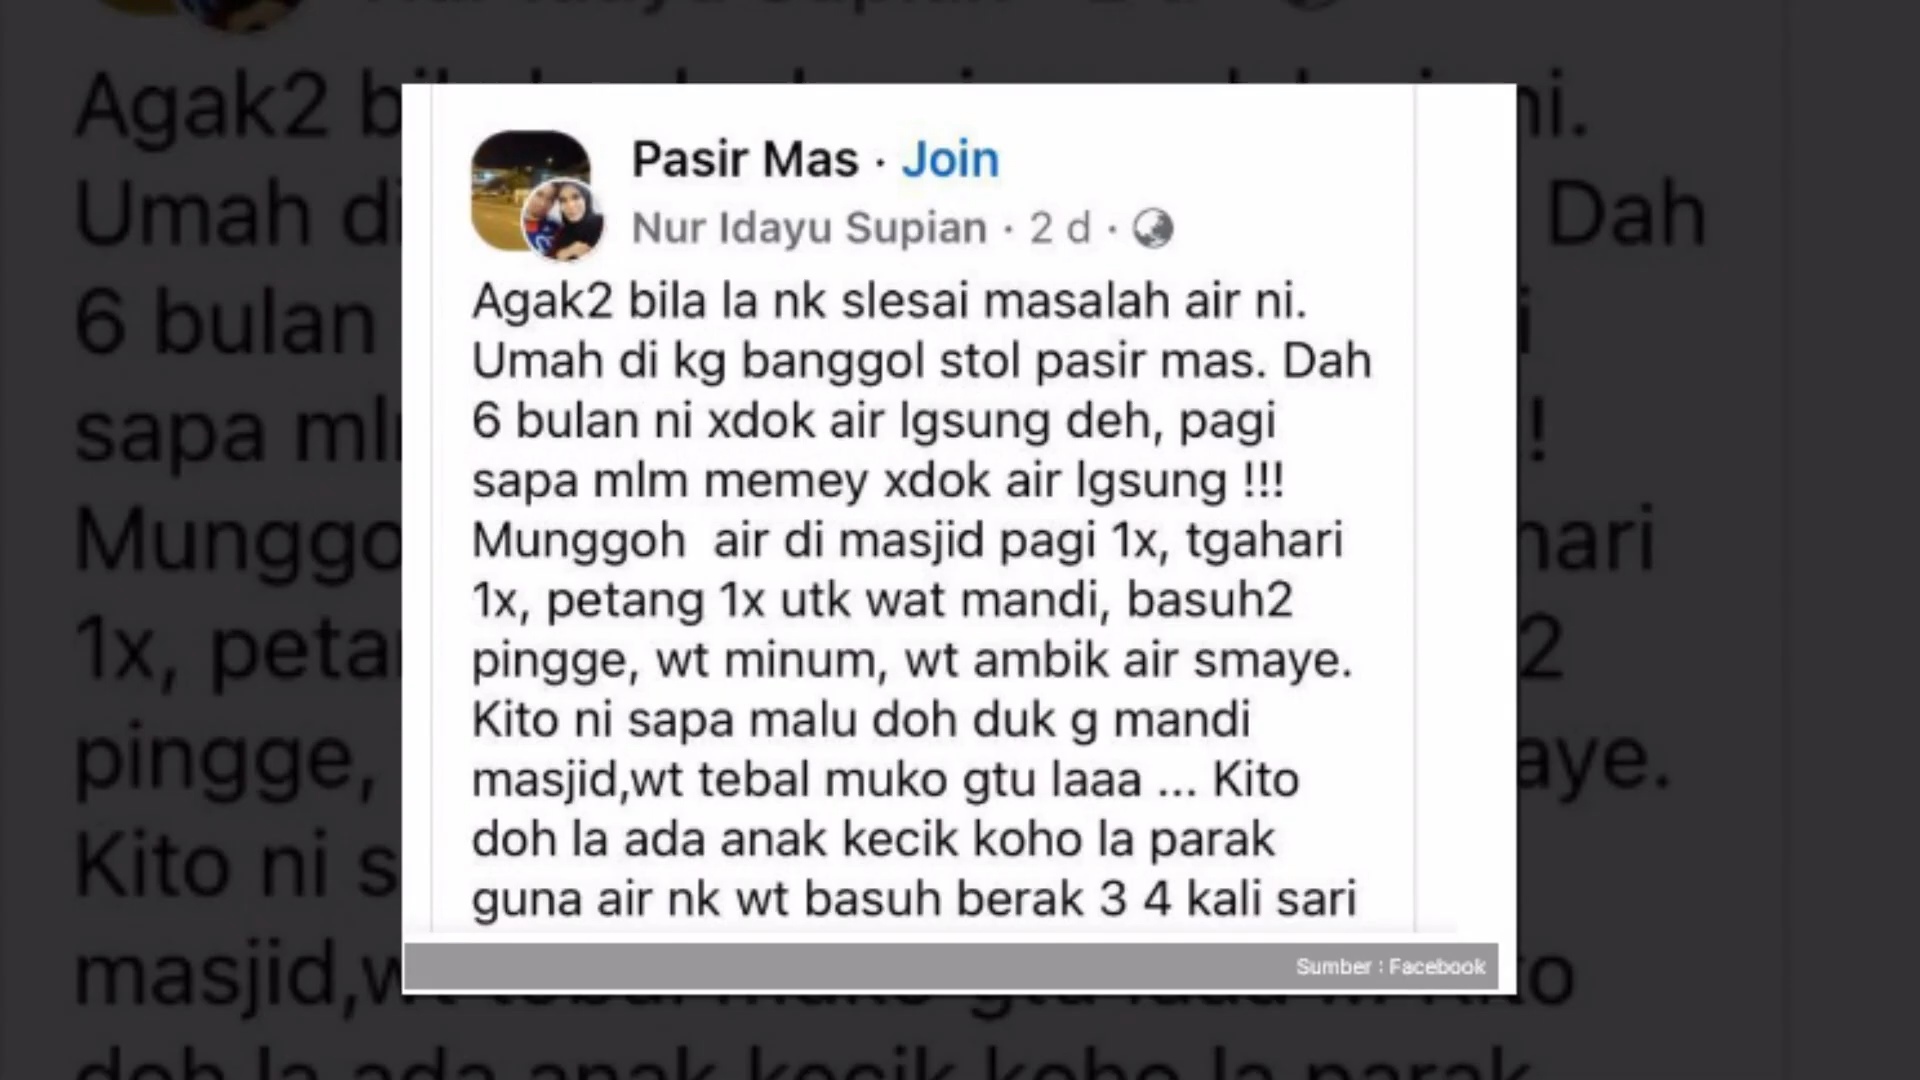 Pasir Mas · Join
Nur Idayu Supian · 2 d ·
Agak2 bila la nk slesai masalah air ni.
Umah di kg banggol stol pasir mas. Dah
6 bulan ni xdok air lgsung deh, pagi
sapa mlm memey xdok air lgsung !!!
Munggoh  air di masjid pagi 1x, tgahari
1x, petang 1x utk wat mandi, basuh2
pingge, wt minum, wt ambik air smaye.
Kito ni sapa malu doh duk g mandi
masjid,wt tebal muko gtu laaa ... Kito
doh la ada anak kecik koho la parak
guna air nk wt basuh berak 3 4 kali sari
Sumber : Facebook